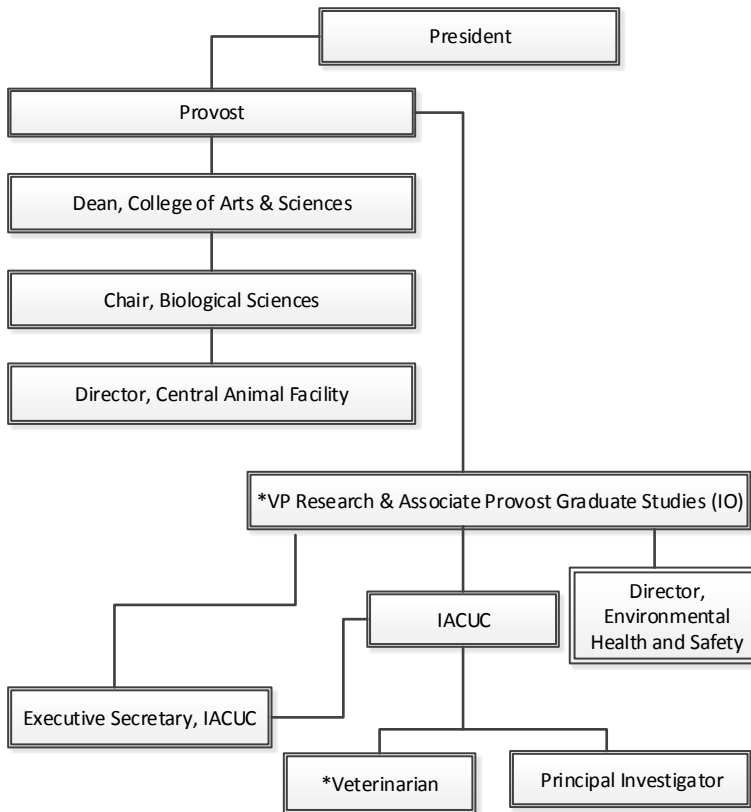 President
Provost
Dean, College of Arts & Sciences
Chair, Biological Sciences
Director, Central Animal Facility
*VP Research & Associate Provost Graduate Studies (IO)
Director,
Environmental
Health and Safety
IACUC
Executive Secretary, IACUC
*Veterinarian
Principal Investigator